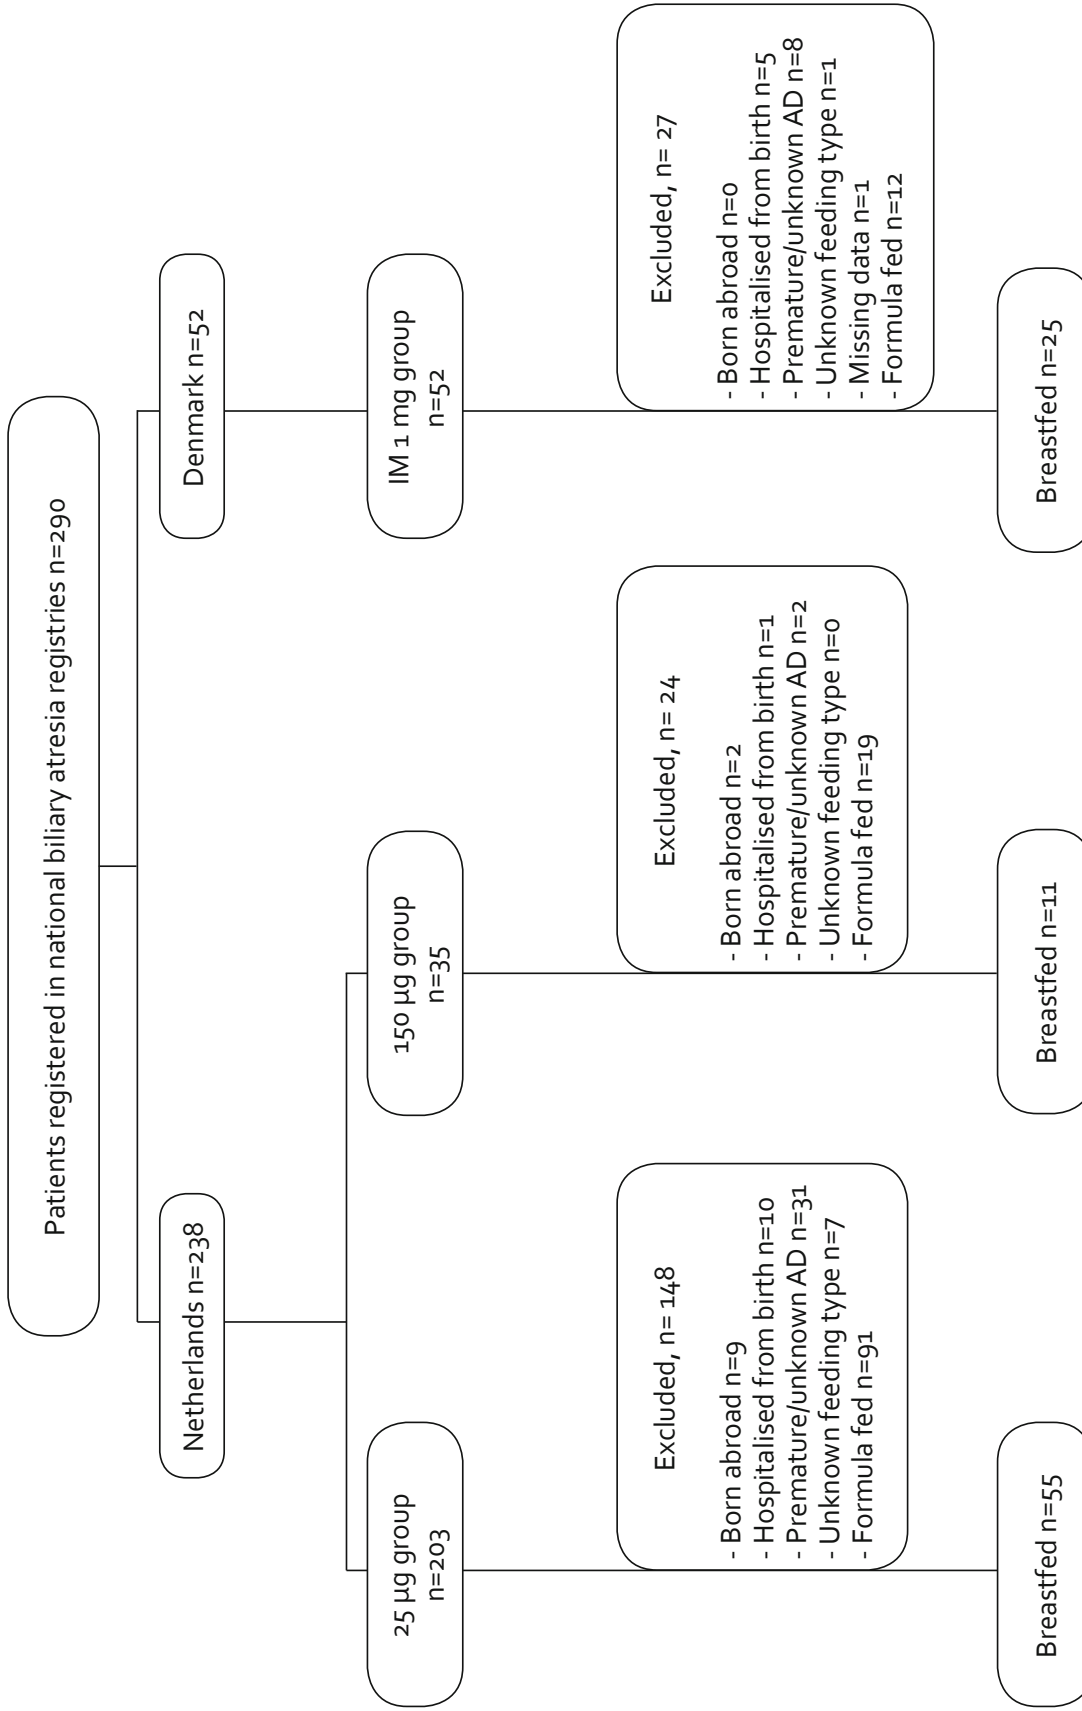 Patients registered in national biliary atresia registries n=290
Netherlands n=238
Denmark n=52
25 µg group
n=203
150 µg group
n=35
IM 1 mg group
n=52
Excluded, n= 148
- Born abroad n=9
- Hospitalised from birth n=10
- Premature/unknown AD n=31
- Unknown feeding type n=7
- Formula fed n=91
Excluded, n= 24
- Born abroad n=2
- Hospitalised from birth n=1
- Premature/unknown AD n=2
- Unknown feeding type n=0
- Formula fed n=19
Excluded, n= 27
- Born abroad n=0
- Hospitalised from birth n=5
- Premature/unknown AD n=8
- Unknown feeding type n=1
- Missing data n=1
- Formula fed n=12
Breastfed n=55
Breastfed n=11
Breastfed n=25